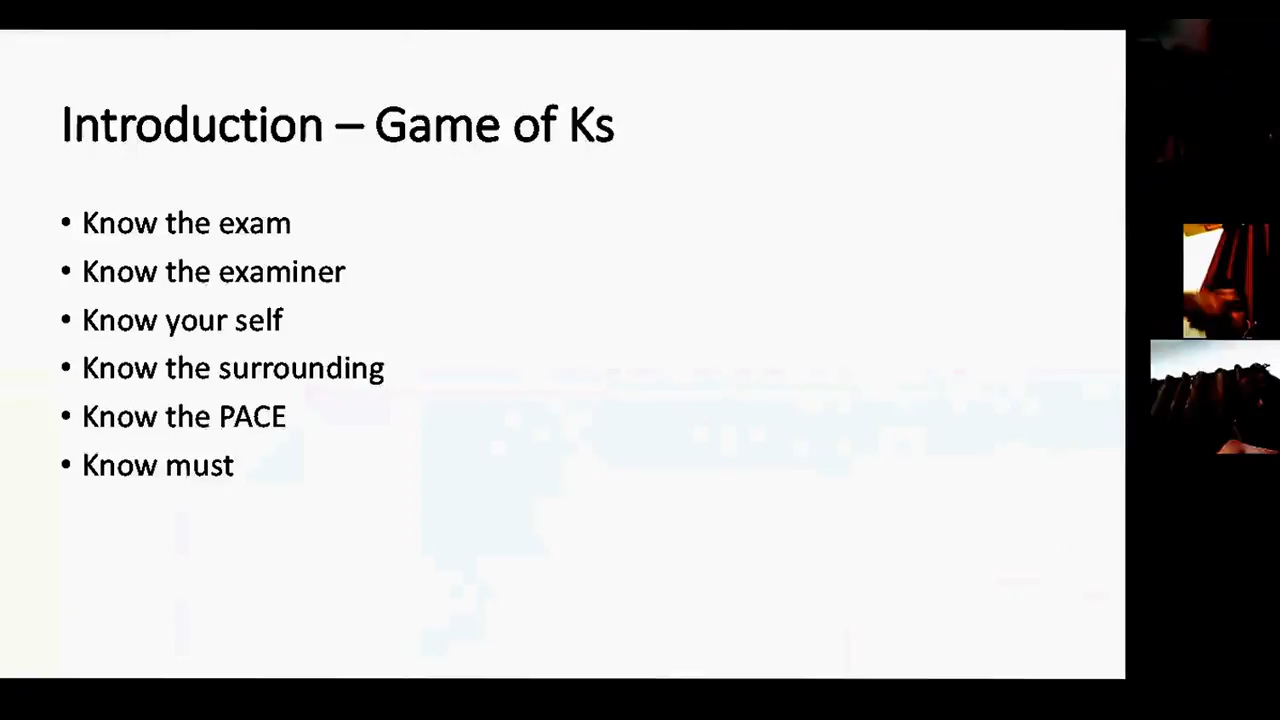 Introduction – Game of Ks
• Know the exam
• Know the examiner
• Know your self
• Know the surrounding
• Know the PACE
• Know must